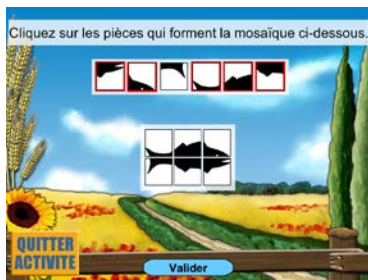 Cliquez sur les pièces qui forment la mosaïque ci-dessous.
QUITTER
ACTIVITE
Valider